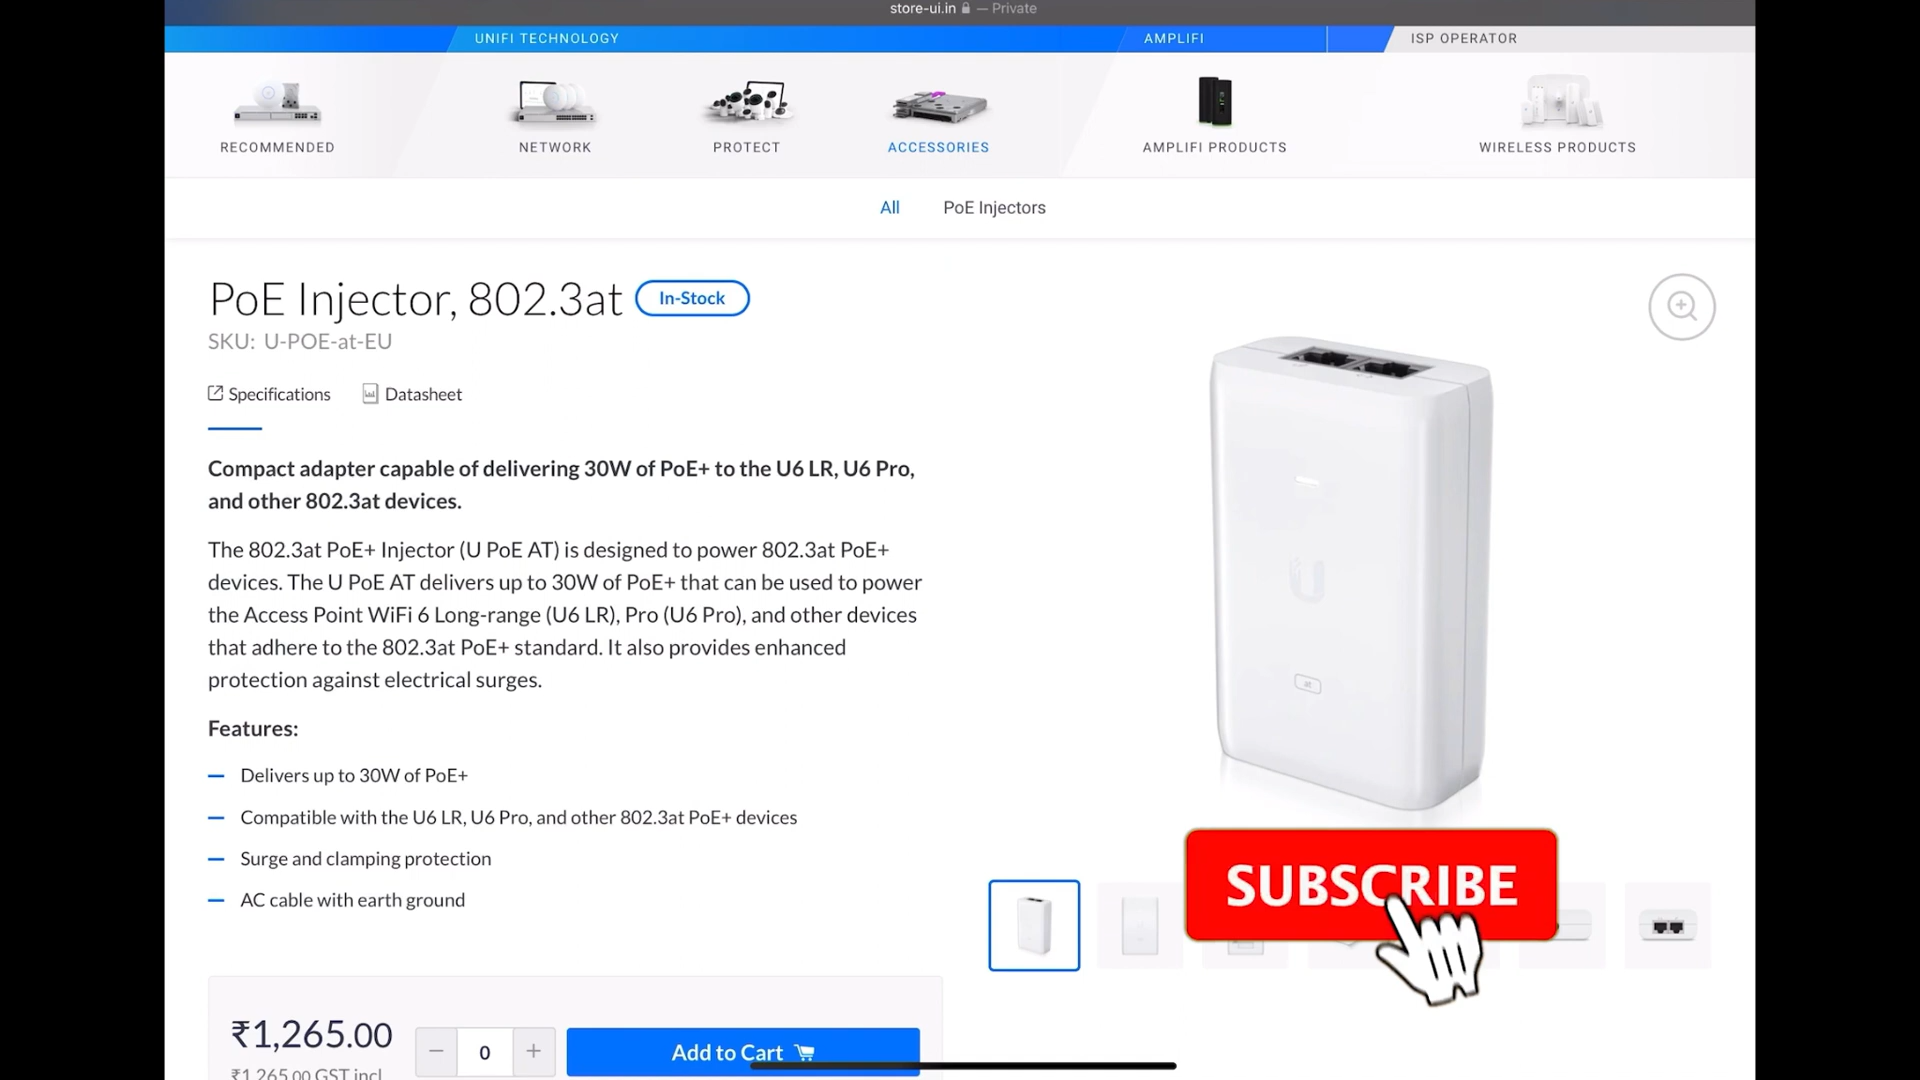 store-ui.in — Private
UNIFI TECHNOLOGY
AMPLIFI
ISP OPERATOR
RECOMMENDED
NETWORK
PROTECT
ACCESSORIES
AMPLIFI PRODUCTS
WIRELESS PRODUCTS
All
PoE Injectors
PoE Injector, 802.3at
In-Stock
SKU: U-POE-at-EU
Specifications
Datasheet
Compact adapter capable of delivering 30W of PoE+ to the U6 LR, U6 Pro,
and other 802.3at devices.
The 802.3at PoE+ Injector (U PoE AT) is designed to power 802.3at PoE+
devices. The U PoE AT delivers up to 30W of PoE+ that can be used to power
the Access Point WiFi 6 Long-range (U6 LR), Pro (U6 Pro), and other devices
that adhere to the 802.3at PoE+ standard. It also provides enhanced
protection against electrical surges.
Features:
Delivers up to 30W of PoE+
Compatible with the U6 LR, U6 Pro, and other 802.3at PoE+ devices
Surge and clamping protection
AC cable with earth ground
at
SUBSCRIBE
₹1,265.00
− 0 +
Add to Cart
₹1,265.00 GST incl